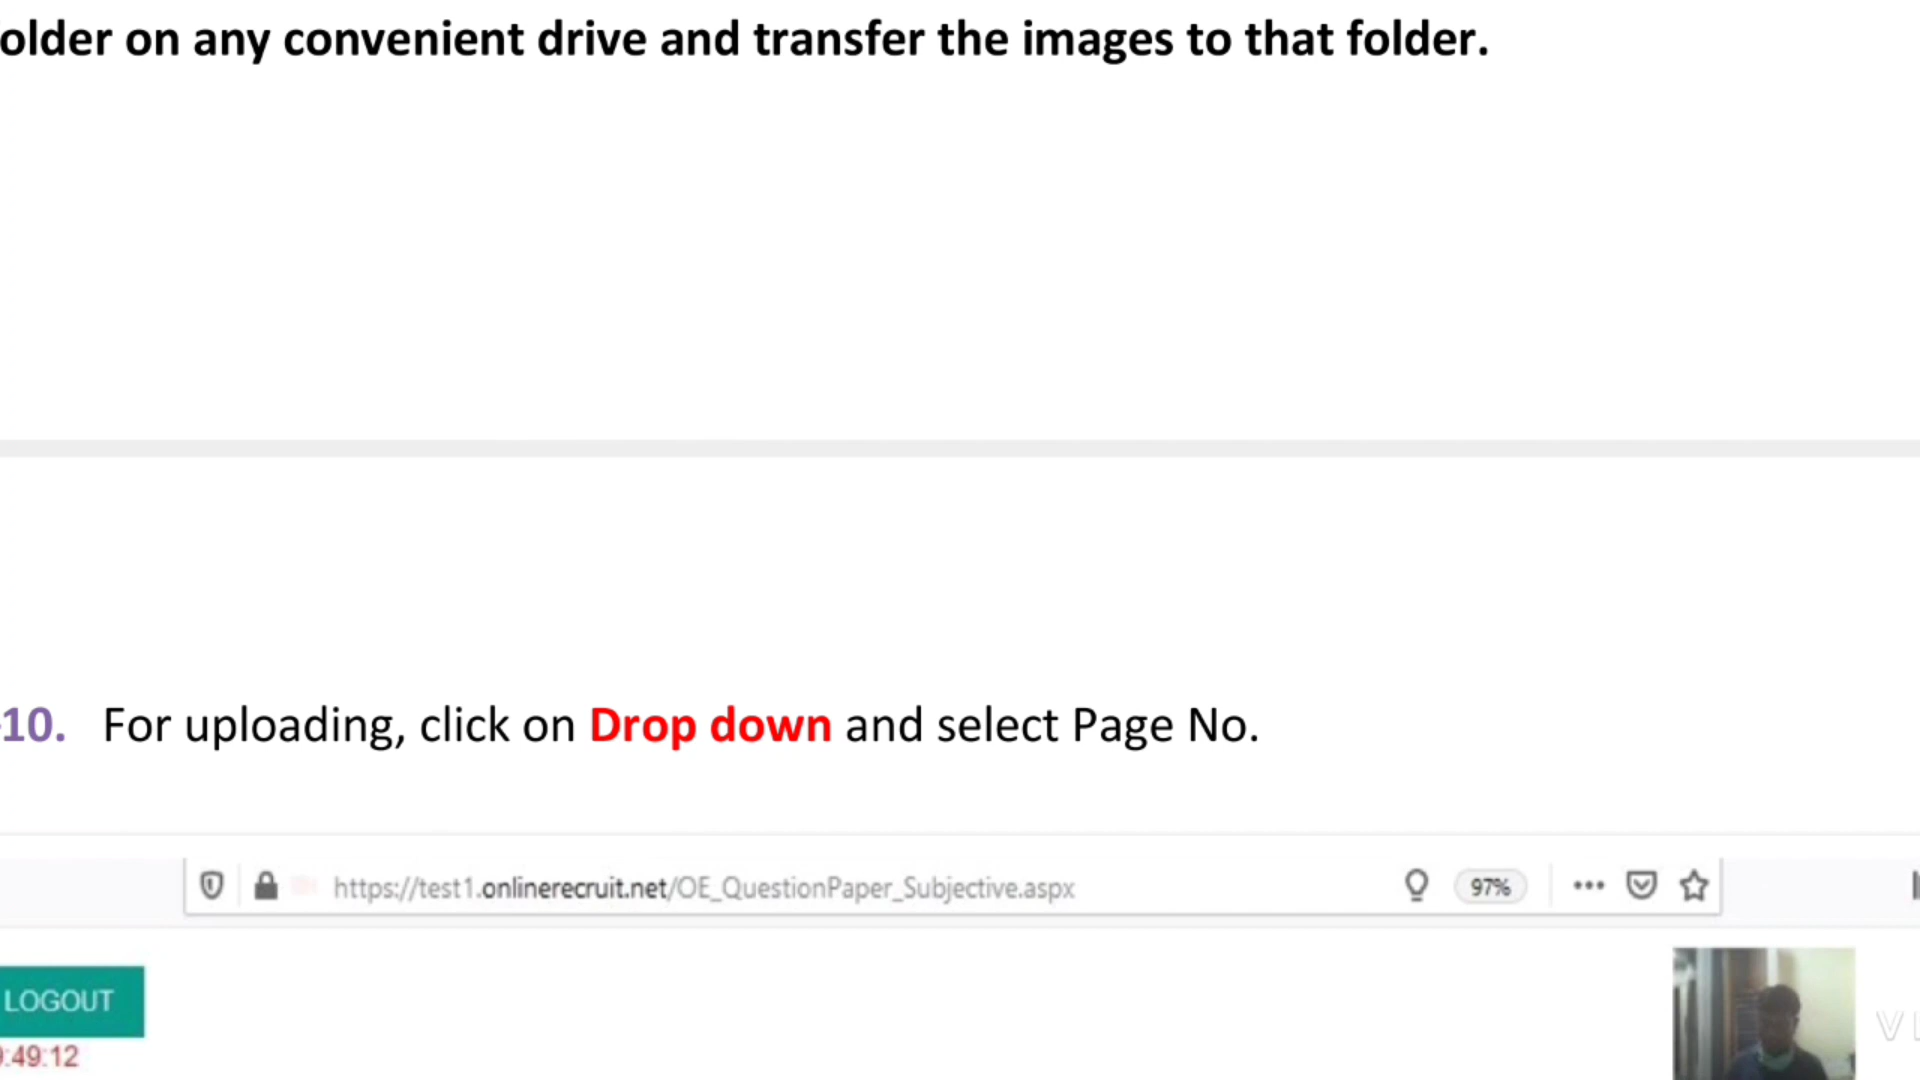 older on any convenient drive and transfer the images to that folder.
-10. For uploading, click on Drop down and select Page No.
https://test1.onlinerecruit.net/OE_QuestionPaper_Subjective.aspx 97%
LOGOUT
:49:12